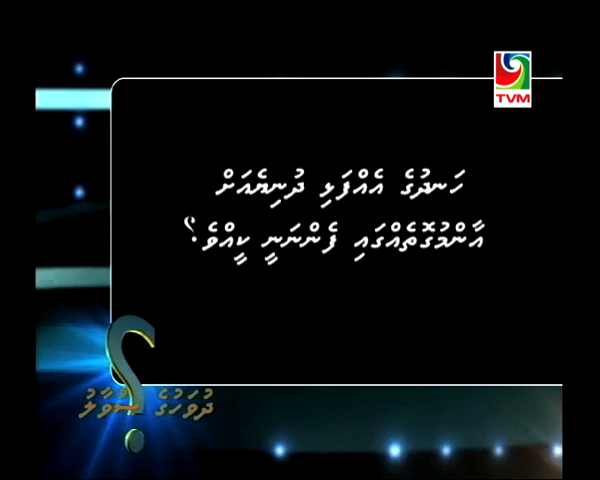 TVM
ހަނދުގެ އެއްފަޅި ދުނިޔެއަށް
އާންމުގޮތެއްގައި ފެންނަނީ ކީއްވެ؟
ދުވަހުގެ ސުވާލު